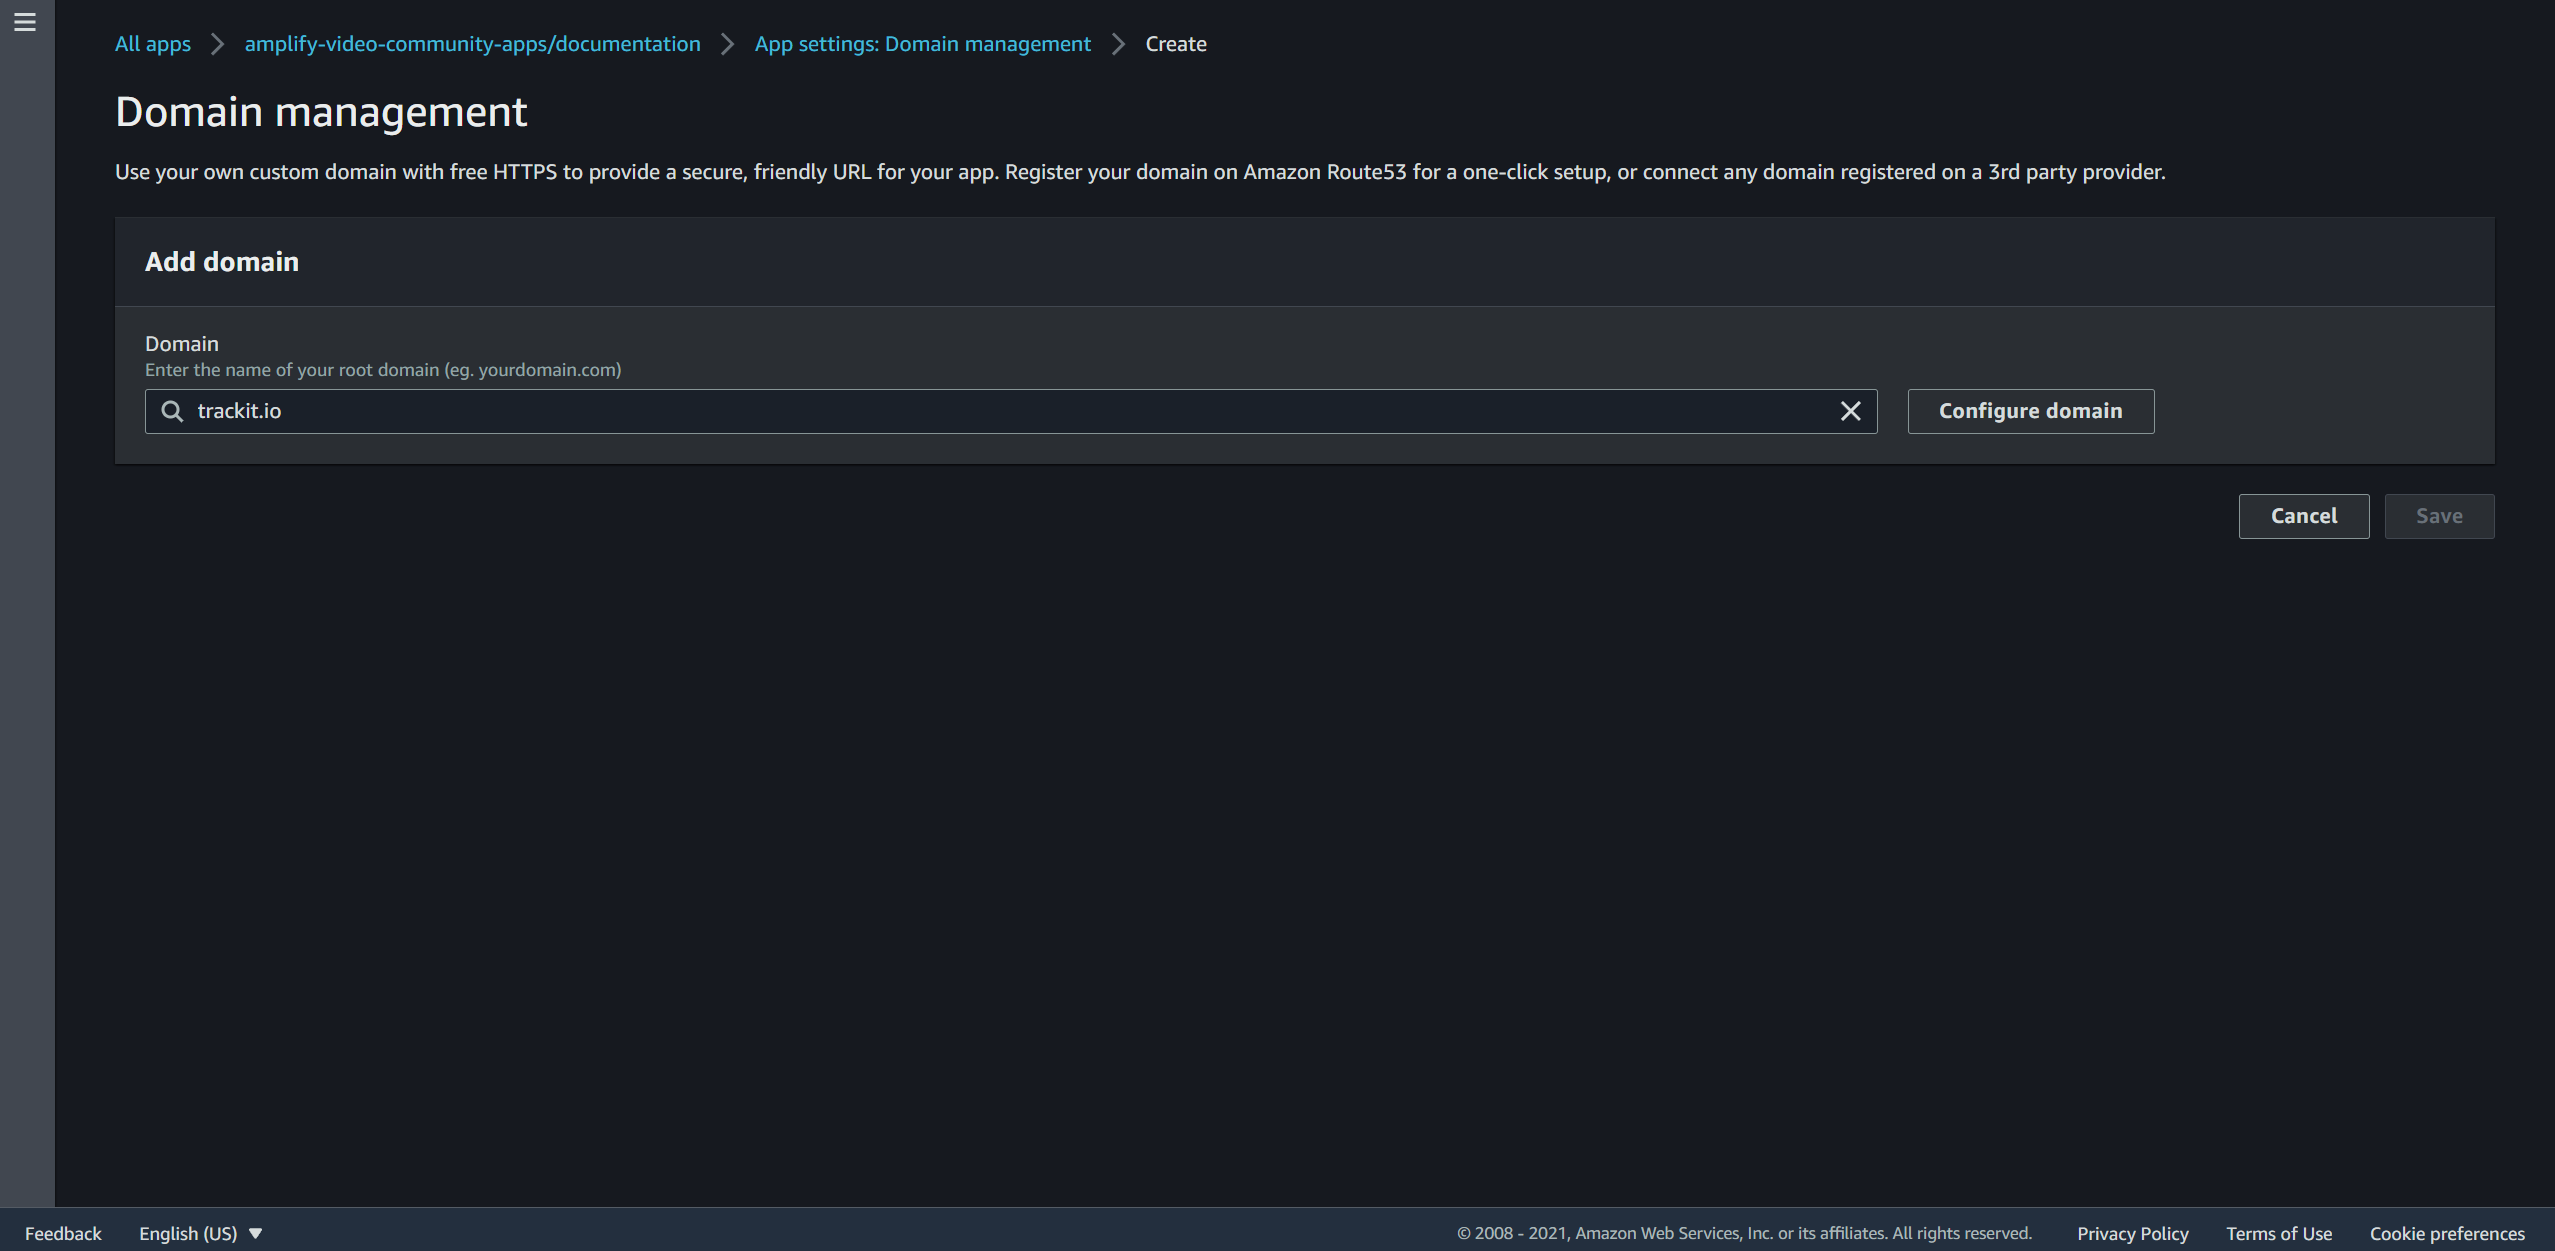 All apps > amplify-video-community-apps/documentation > App settings: Domain management > Create
Domain management
Use your own custom domain with free HTTPS to provide a secure, friendly URL for your app. Register your domain on Amazon Route53 for a one-click setup, or connect any domain registered on a 3rd party provider.
Add domain
Domain
Enter the name of your root domain (eg. yourdomain.com)
trackit.io
Configure domain
Cancel Save
Feedback English (US) © 2008 - 2021, Amazon Web Services, Inc. or its affiliates. All rights reserved. Privacy Policy Terms of Use Cookie preferences